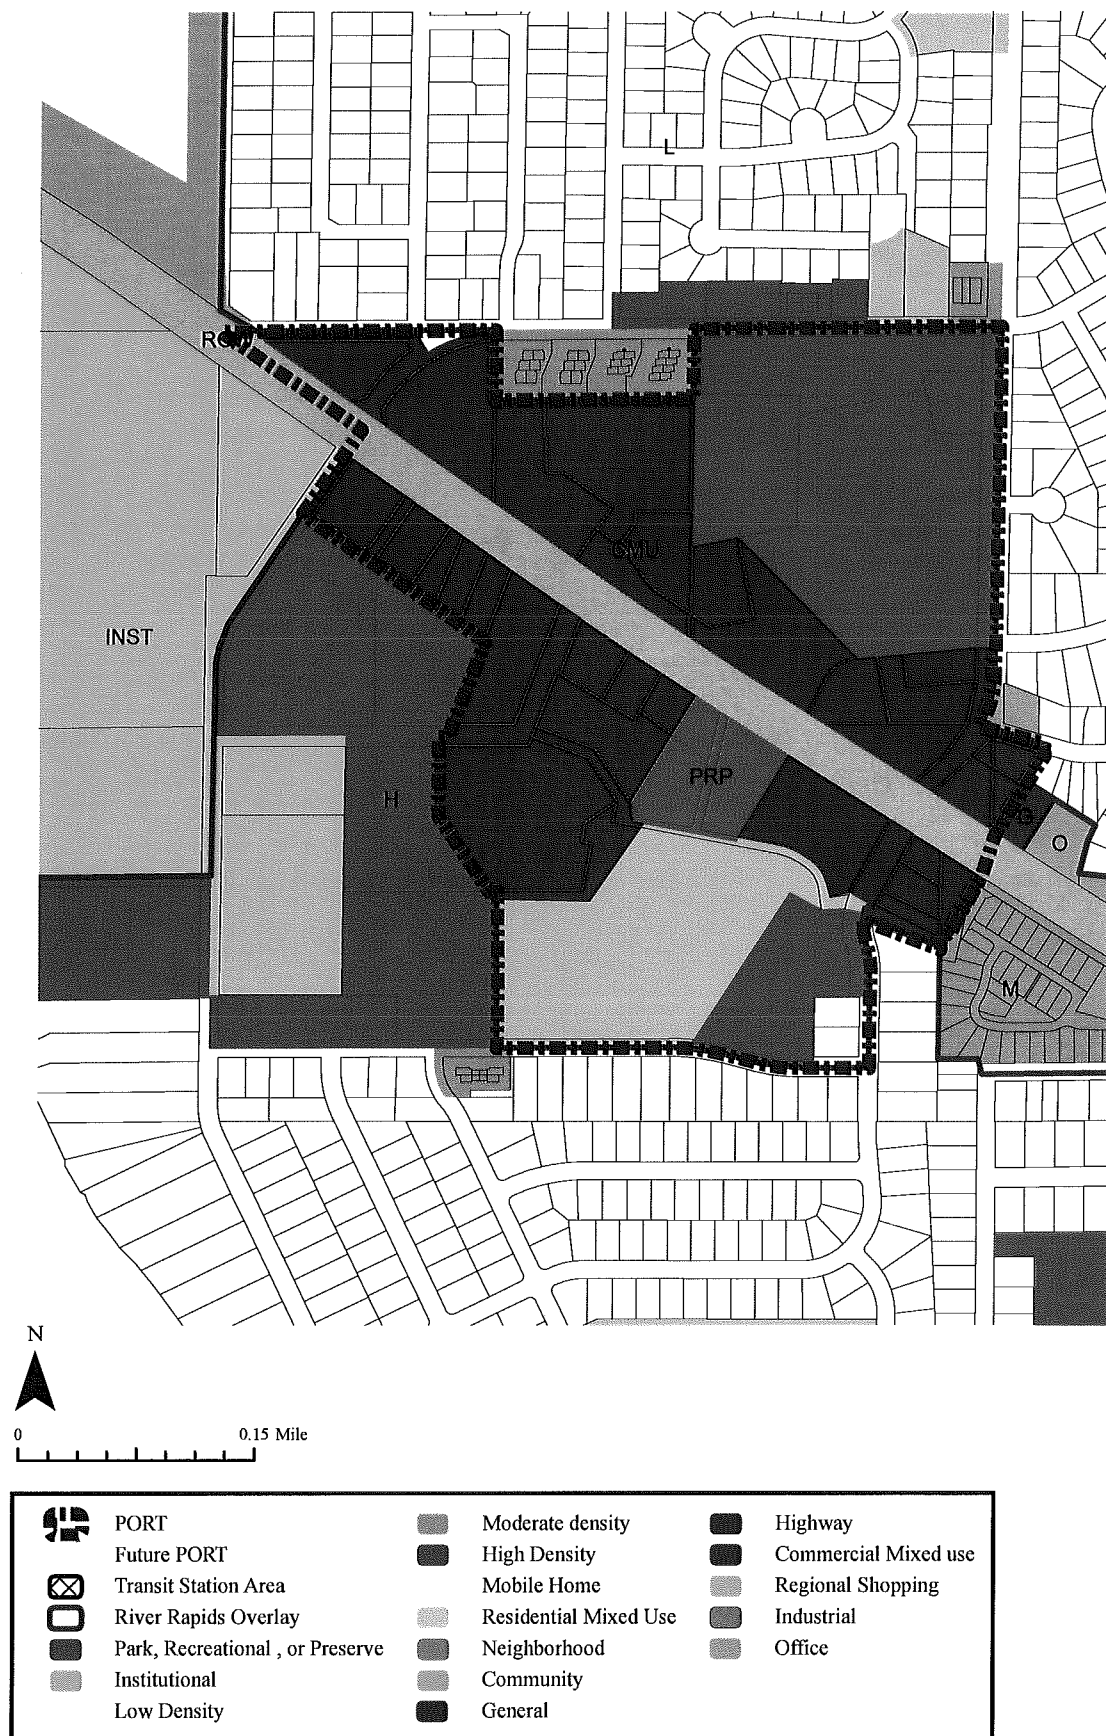 L
ROW
CMU
INST
PRP
H
G
O
M
N
0 0.15 Mile
PORT
Future PORT
Transit Station Area
River Rapids Overlay
Park, Recreational , or Preserve
Institutional
Low Density
Moderate density
High Density
Mobile Home
Residential Mixed Use
Neighborhood
Community
General
Highway
Commercial Mixed use
Regional Shopping
Industrial
Office